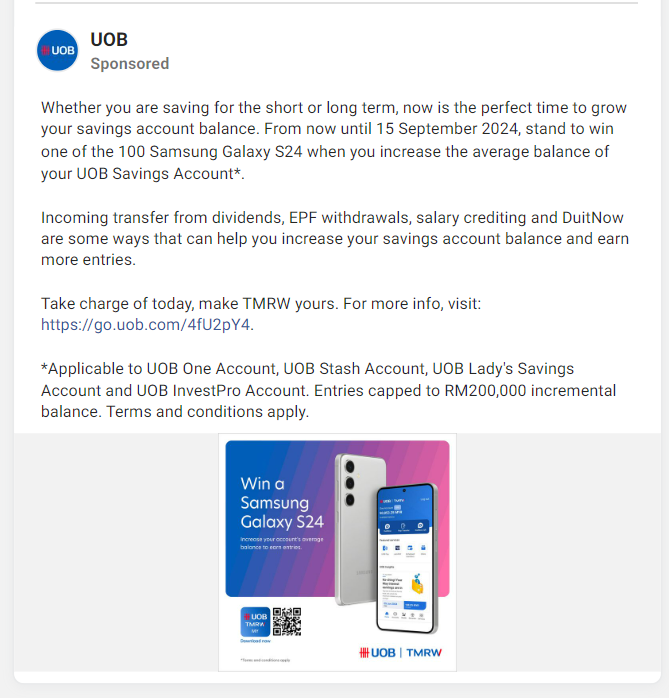 UOB
UOB
Sponsored
Whether you are saving for the short or long term, now is the perfect time to grow
your savings account balance. From now until 15 September 2024, stand to win
one of the 100 Samsung Galaxy S24 when you increase the average balance of
your UOB Savings Account*.
Incoming transfer from dividends, EPF withdrawals, salary crediting and DuitNow
are some ways that can help you increase your savings account balance and earn
more entries.
Take charge of today, make TMRW yours. For more info, visit:
https://go.uob.com/4fU2pY4.
*Applicable to UOB One Account, UOB Stash Account, UOB Lady's Savings
Account and UOB InvestPro Account. Entries capped to RM200,000 incremental
balance. Terms and conditions apply.
Win a
Samsung
Galaxy S24
Increase your account's average
balance to earn entries.
UOB
TMRW
Download now
*Terms and conditions apply.
UOB | TMRW